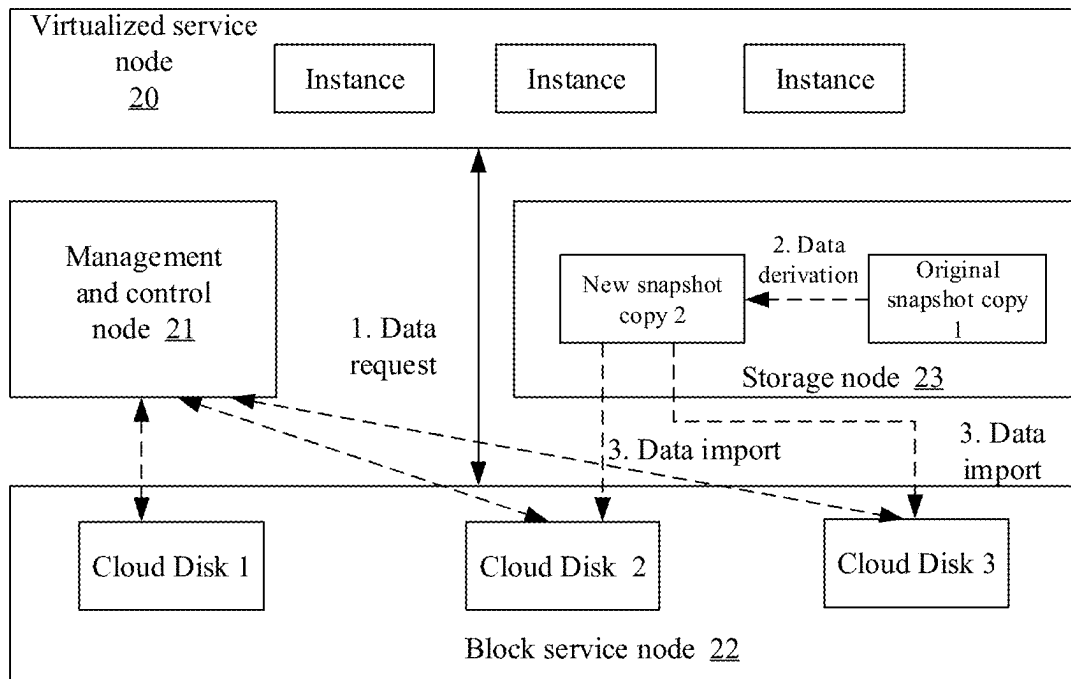 Virtualized service
node
20
Instance
Instance
Instance
Management
and control
node 21
1. Data
request
2. Data
derivation
New snapshot
copy 2
Original
snapshot copy
1
Storage node 23
3. Data import
3. Data
import
Cloud Disk 1
Cloud Disk 2
Cloud Disk 3
Block service node 22